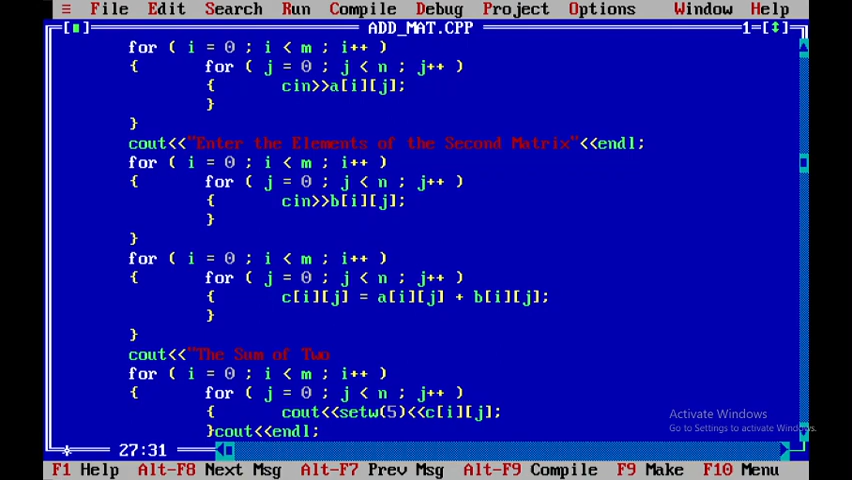 ≡ File Edit Search Run Compile Debug Project Options Window Help
[■] ADD_MAT.CPP 1=[↕]
for ( i = 0 ; i < m ; i++ )
{ for ( j = 0 ; j < n ; j++ )
{ cin>>a[i][j];
}
}
cout<<"Enter the Elements of the Second Matrix"<<endl;
for ( i = 0 ; i < m ; i++ )
{ for ( j = 0 ; j < n ; j++ )
{ cin>>b[i][j];
}
}
for ( i = 0 ; i < m ; i++ )
{ for ( j = 0 ; j < n ; j++ )
{ c[i][j] = a[i][j] + b[i][j];
}
}
cout<<"The Sum of Two
for ( i = 0 ; i < m ; i++ )
{ for ( j = 0 ; j < n ; j++ )
{ cout<<setw(5)<<c[i][j];
}cout<<endl;
Activate Windows
Go to Settings to activate Windows.
27:31
F1 Help Alt-F8 Next Msg Alt-F7 Prev Msg Alt-F9 Compile F9 Make F10 Menu